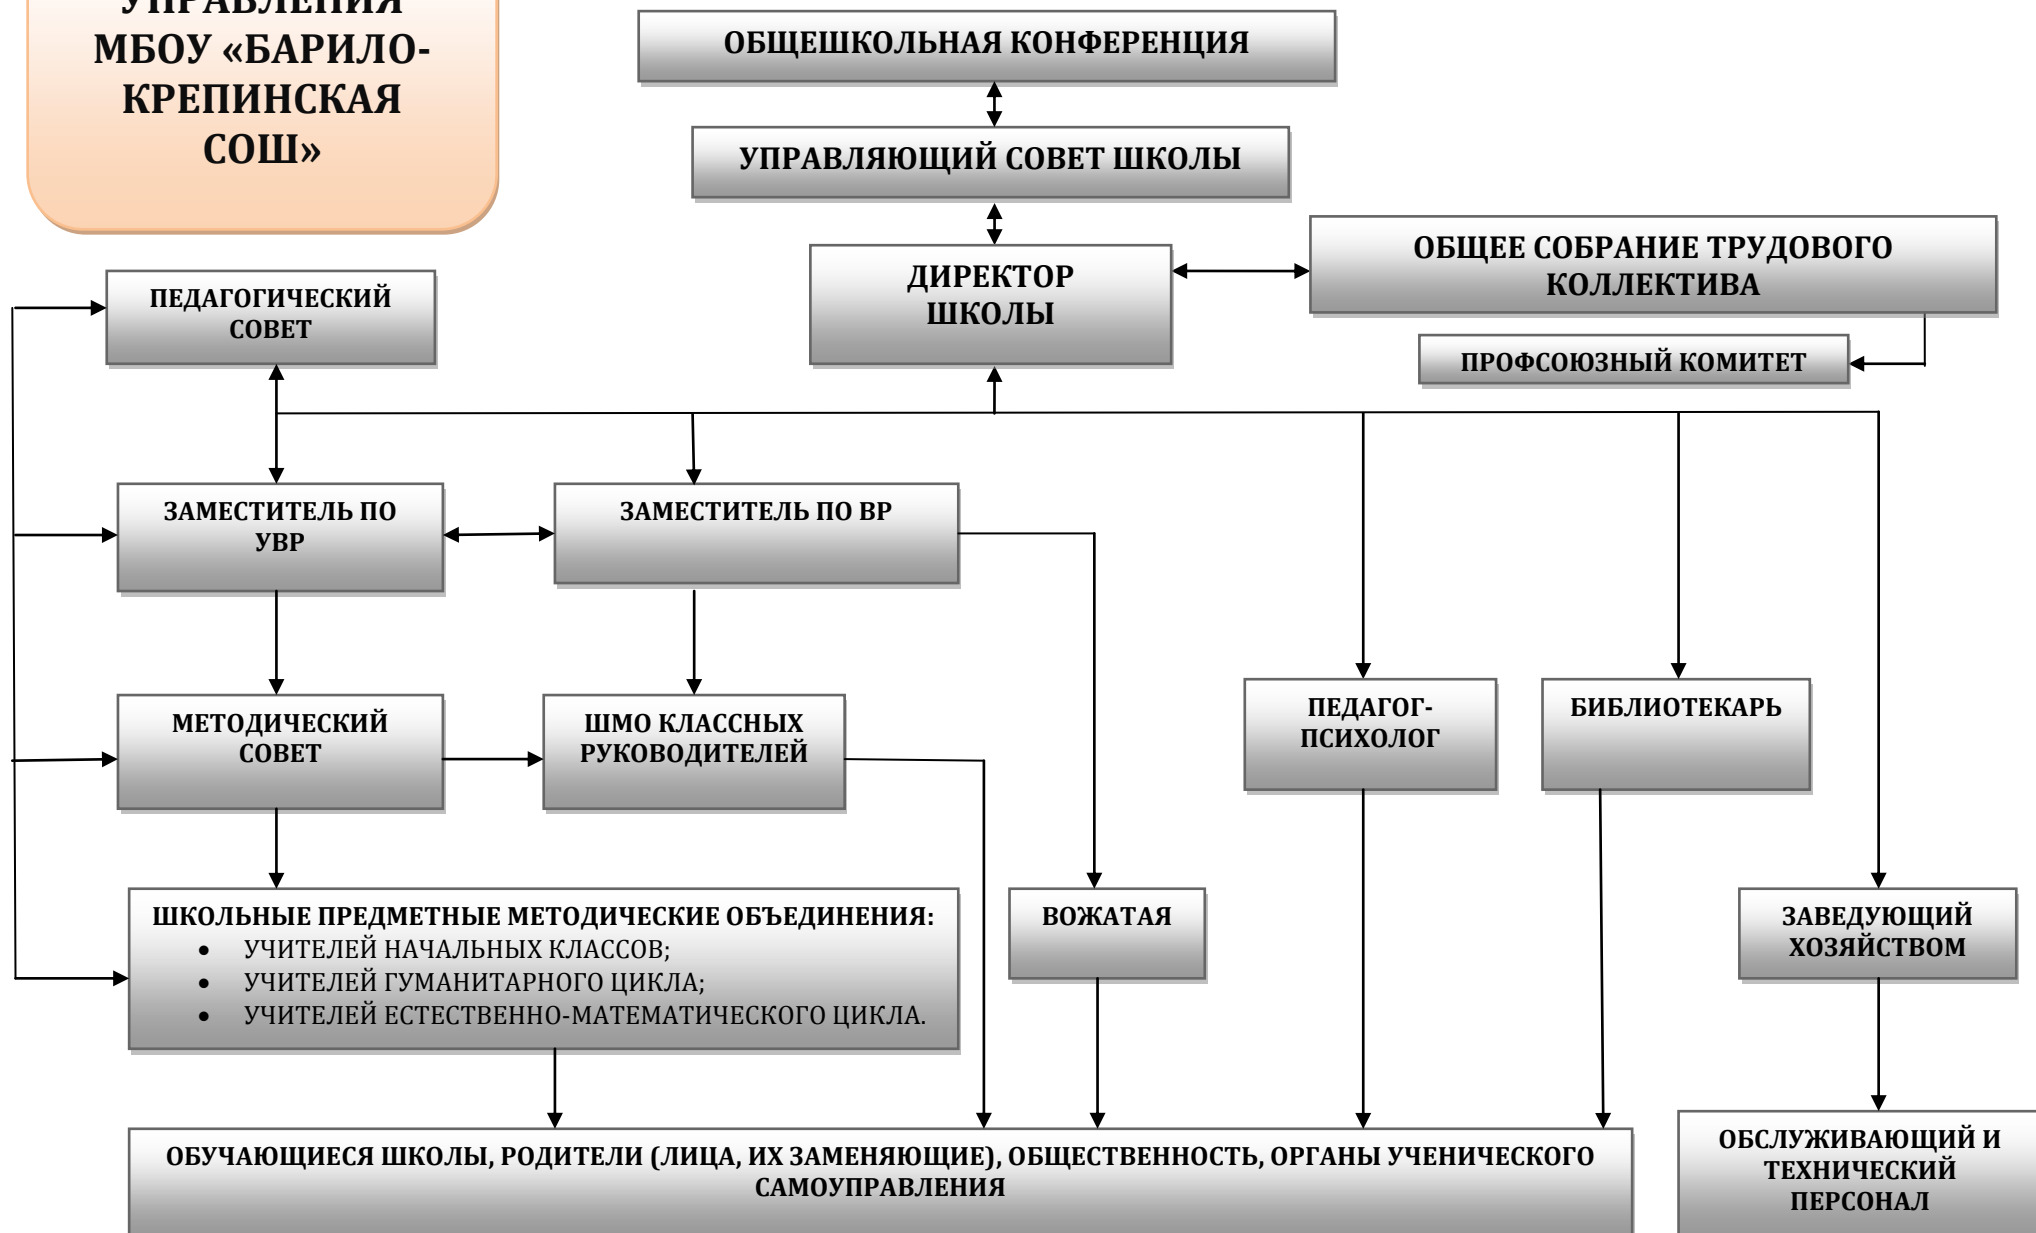 УПРАВЛЕНИЯ
МБОУ «БАРИЛО-
КРЕПИНСКАЯ
СОШ»
ОБЩЕШКОЛЬНАЯ КОНФЕРЕНЦИЯ
УПРАВЛЯЮЩИЙ СОВЕТ ШКОЛЫ
ДИРЕКТОР
ШКОЛЫ
ОБЩЕЕ СОБРАНИЕ ТРУДОВОГО
КОЛЛЕКТИВА
ПРОФСОЮЗНЫЙ КОМИТЕТ
ПЕДАГОГИЧЕСКИЙ
СОВЕТ
ЗАМЕСТИТЕЛЬ ПО
УВР
ЗАМЕСТИТЕЛЬ ПО ВР
МЕТОДИЧЕСКИЙ
СОВЕТ
ШМО КЛАССНЫХ
РУКОВОДИТЕЛЕЙ
ПЕДАГОГ-
ПСИХОЛОГ
БИБЛИОТЕКАРЬ
ШКОЛЬНЫЕ ПРЕДМЕТНЫЕ МЕТОДИЧЕСКИЕ ОБЪЕДИНЕНИЯ:
• УЧИТЕЛЕЙ НАЧАЛЬНЫХ КЛАССОВ;
• УЧИТЕЛЕЙ ГУМАНИТАРНОГО ЦИКЛА;
• УЧИТЕЛЕЙ ЕСТЕСТВЕННО-МАТЕМАТИЧЕСКОГО ЦИКЛА.
ВОЖАТАЯ
ЗАВЕДУЮЩИЙ
ХОЗЯЙСТВОМ
ОБУЧАЮЩИЕСЯ ШКОЛЫ, РОДИТЕЛИ (ЛИЦА, ИХ ЗАМЕНЯЮЩИЕ), ОБЩЕСТВЕННОСТЬ, ОРГАНЫ УЧЕНИЧЕСКОГО
САМОУПРАВЛЕНИЯ
ОБСЛУЖИВАЮЩИЙ И
ТЕХНИЧЕСКИЙ
ПЕРСОНАЛ